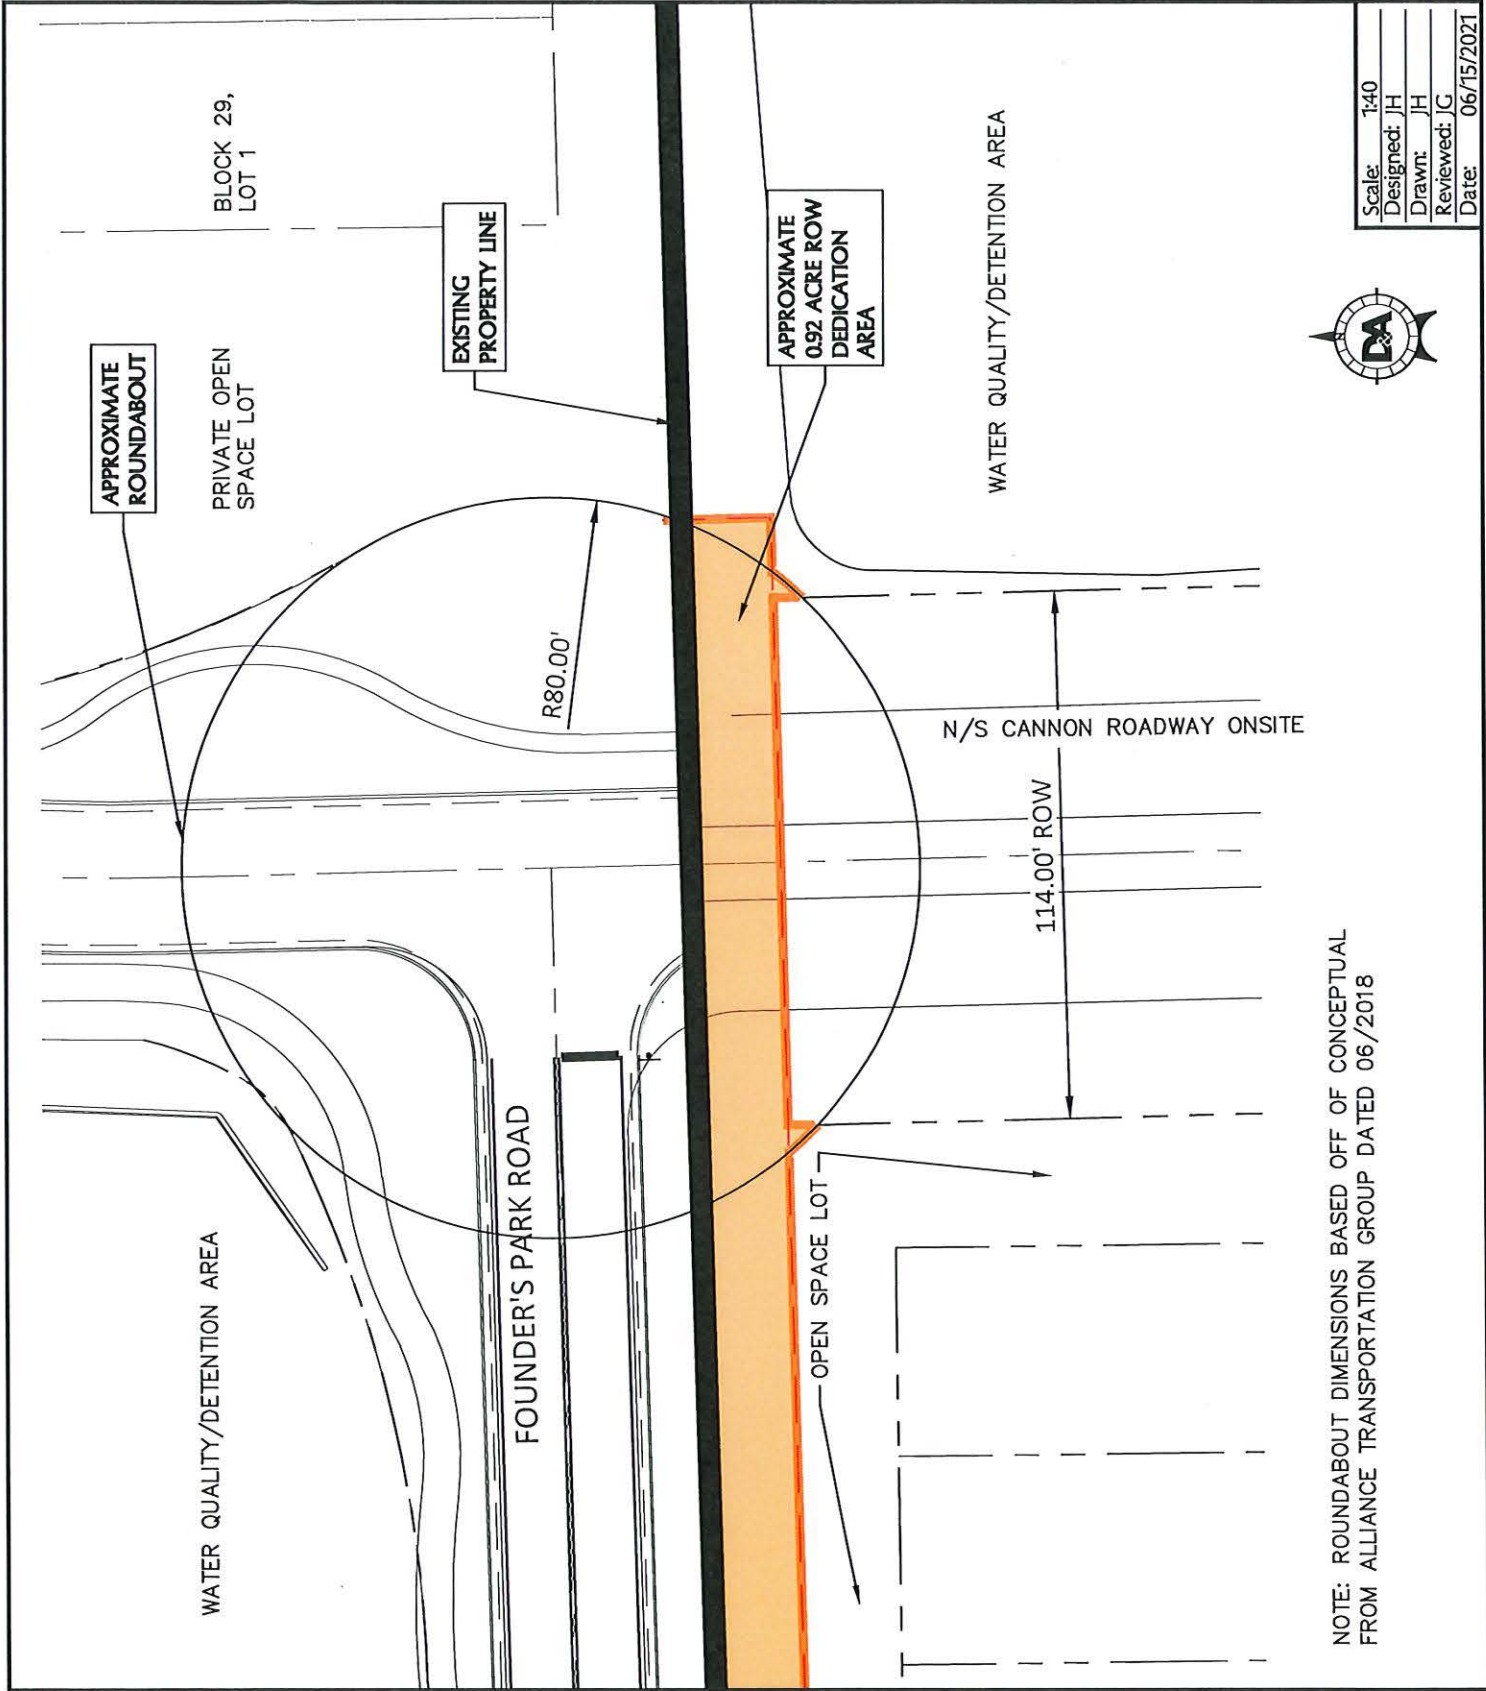 APPROXIMATE
ROUNDABOUT
PRIVATE OPEN
SPACE LOT
BLOCK 29,
LOT 1
EXISTING
PROPERTY LINE
WATER QUALITY/DETENTION AREA
FOUNDER'S PARK ROAD
R80.00'
APPROXIMATE
0.92 ACRE ROW
DEDICATION
AREA
WATER QUALITY/DETENTION AREA
OPEN SPACE LOT
N/S CANNON ROADWAY ONSITE
114.00' ROW
NOTE: ROUNDABOUT DIMENSIONS BASED OFF OF CONCEPTUAL
FROM ALLIANCE TRANSPORTATION GROUP DATED 06/2018
N
D&A
Scale: 1:40
Designed: JH
Drawn: JH
Reviewed: JG
Date: 06/15/2021